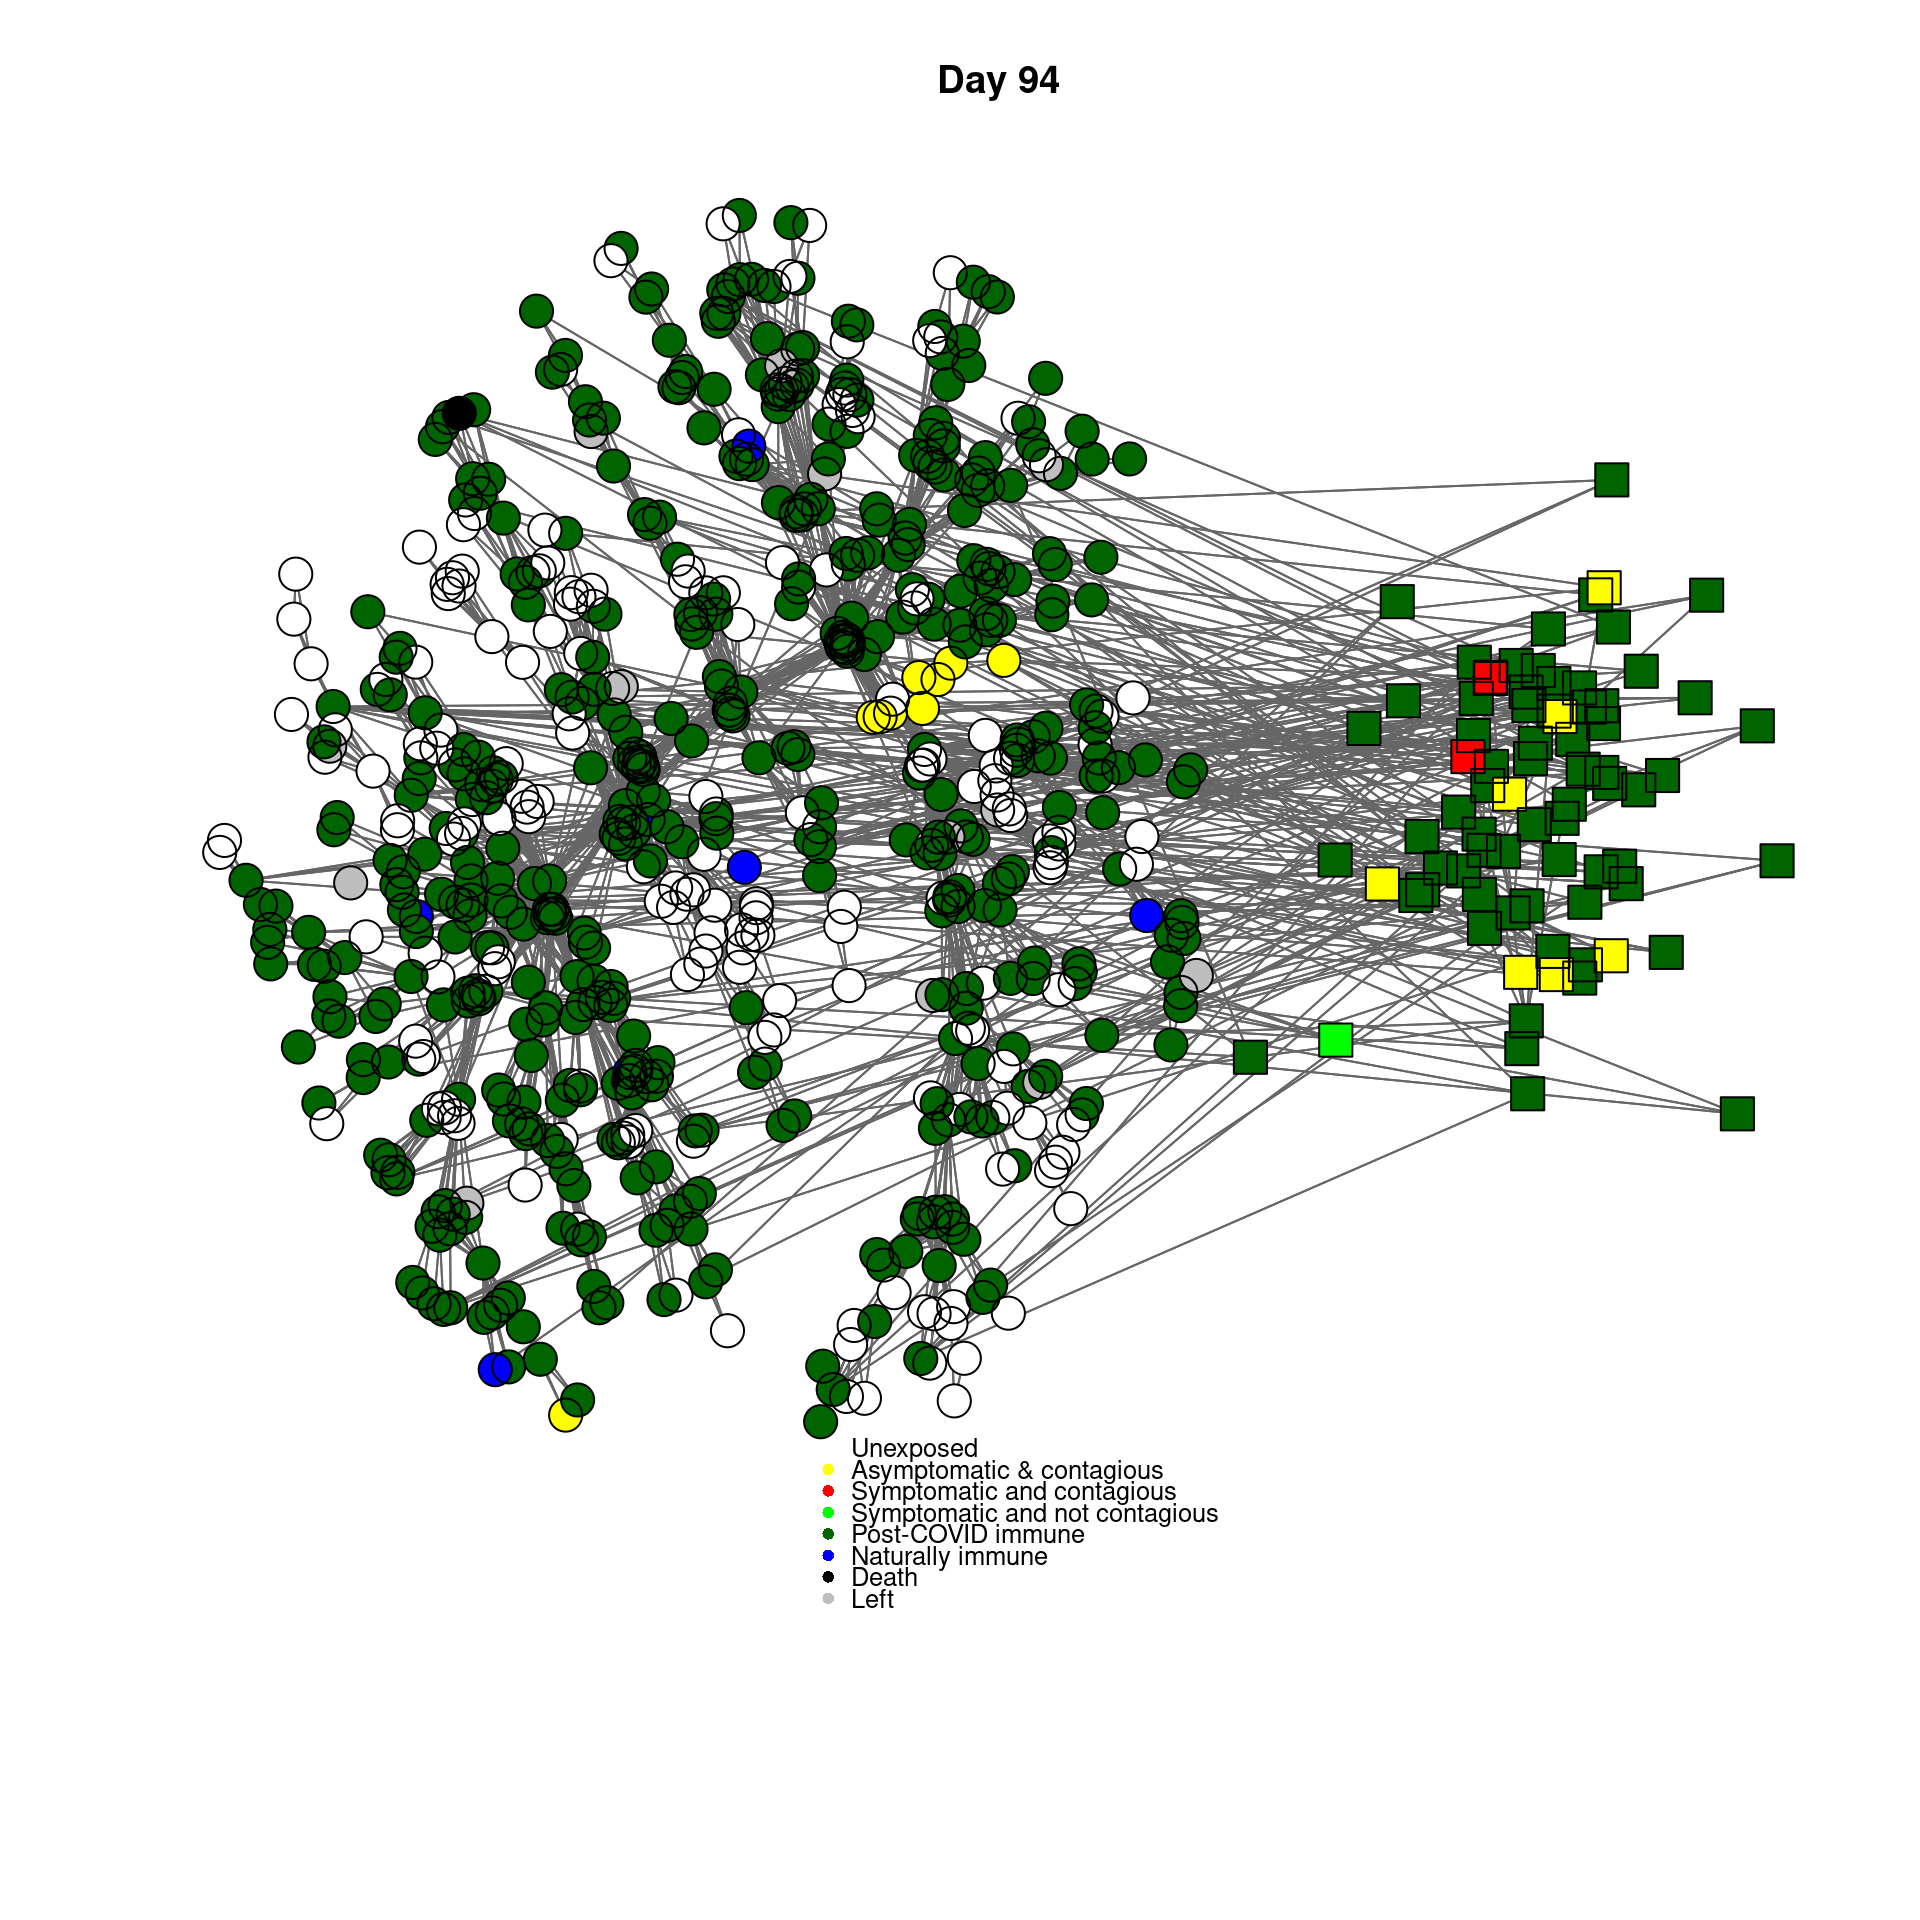 Day 94
Unexposed
Asymptomatic & contagious
Symptomatic and contagious
Symptomatic and not contagious
Post-COVID immune
Naturally immune
Death
Left